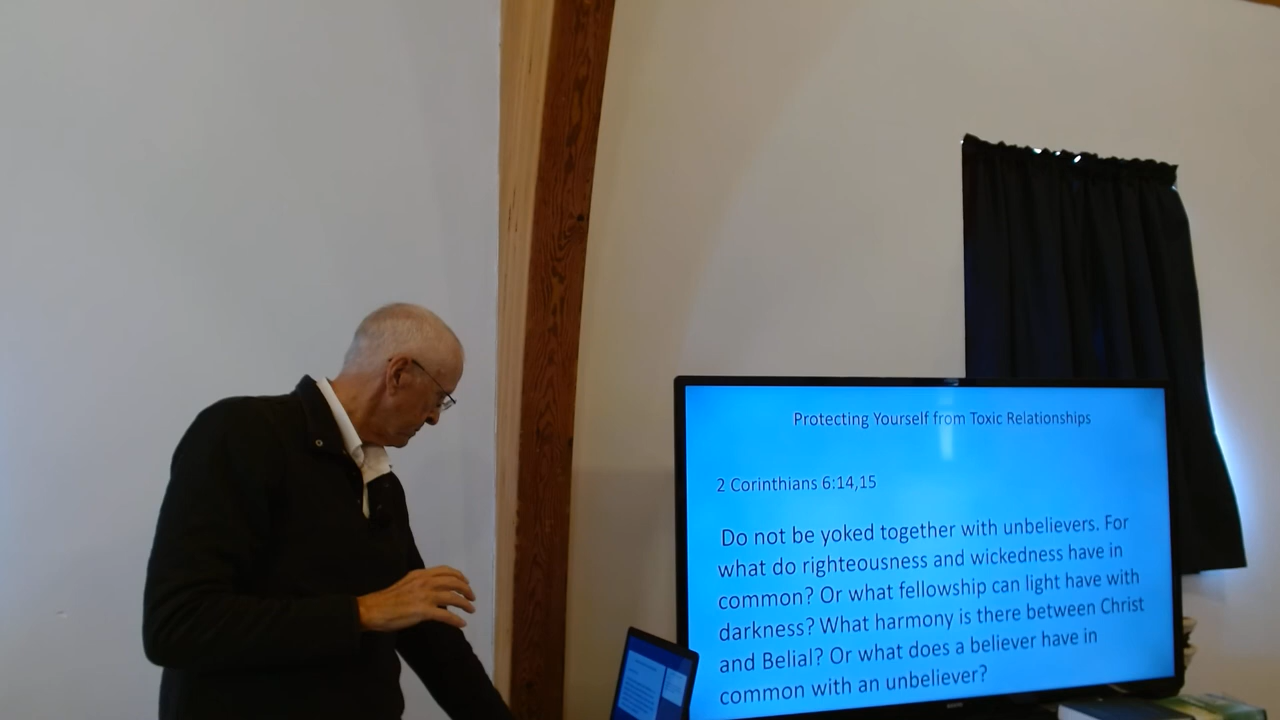 Protecting Yourself from Toxic Relationships
2 Corinthians 6:14,15
Do not be yoked together with unbelievers. For
what do righteousness and wickedness have in
common? Or what fellowship can light have with
darkness? What harmony is there between Christ
and Belial? Or what does a believer have in
common with an unbeliever?